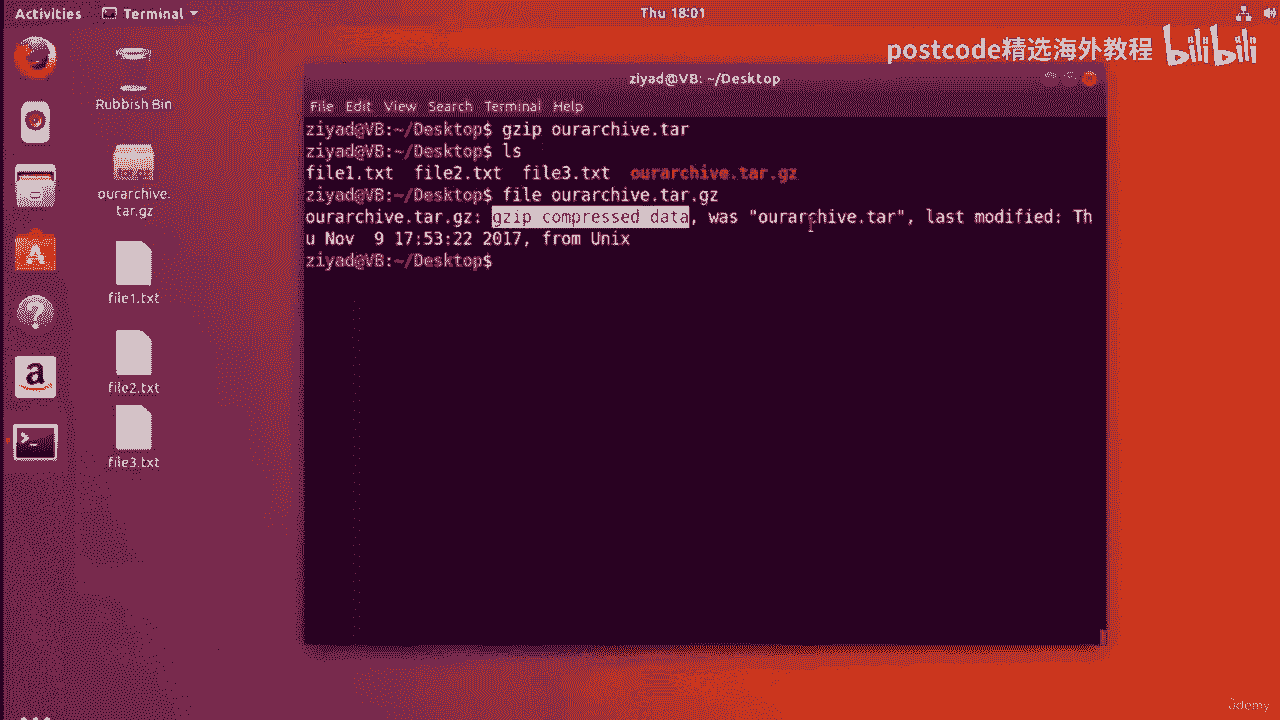 Activities Terminal Thu 18:01
postcode精选海外教程 bilibili
Rubbish Bin
ourarchive.
tar.gz
file1.txt
file2.txt
file3.txt
ziyad@VB: ~/Desktop
File Edit View Search Terminal Help
ziyad@VB:~/Desktop$ gzip ourarchive.tar
ziyad@VB:~/Desktop$ ls
file1.txt file2.txt file3.txt ourarchive.tar.gz
ziyad@VB:~/Desktop$ file ourarchive.tar.gz
ourarchive.tar.gz: gzip compressed data, was "ourarchive.tar", last modified: Th
u Nov  9 17:53:22 2017, from Unix
ziyad@VB:~/Desktop$
a
>_
?
Udemy